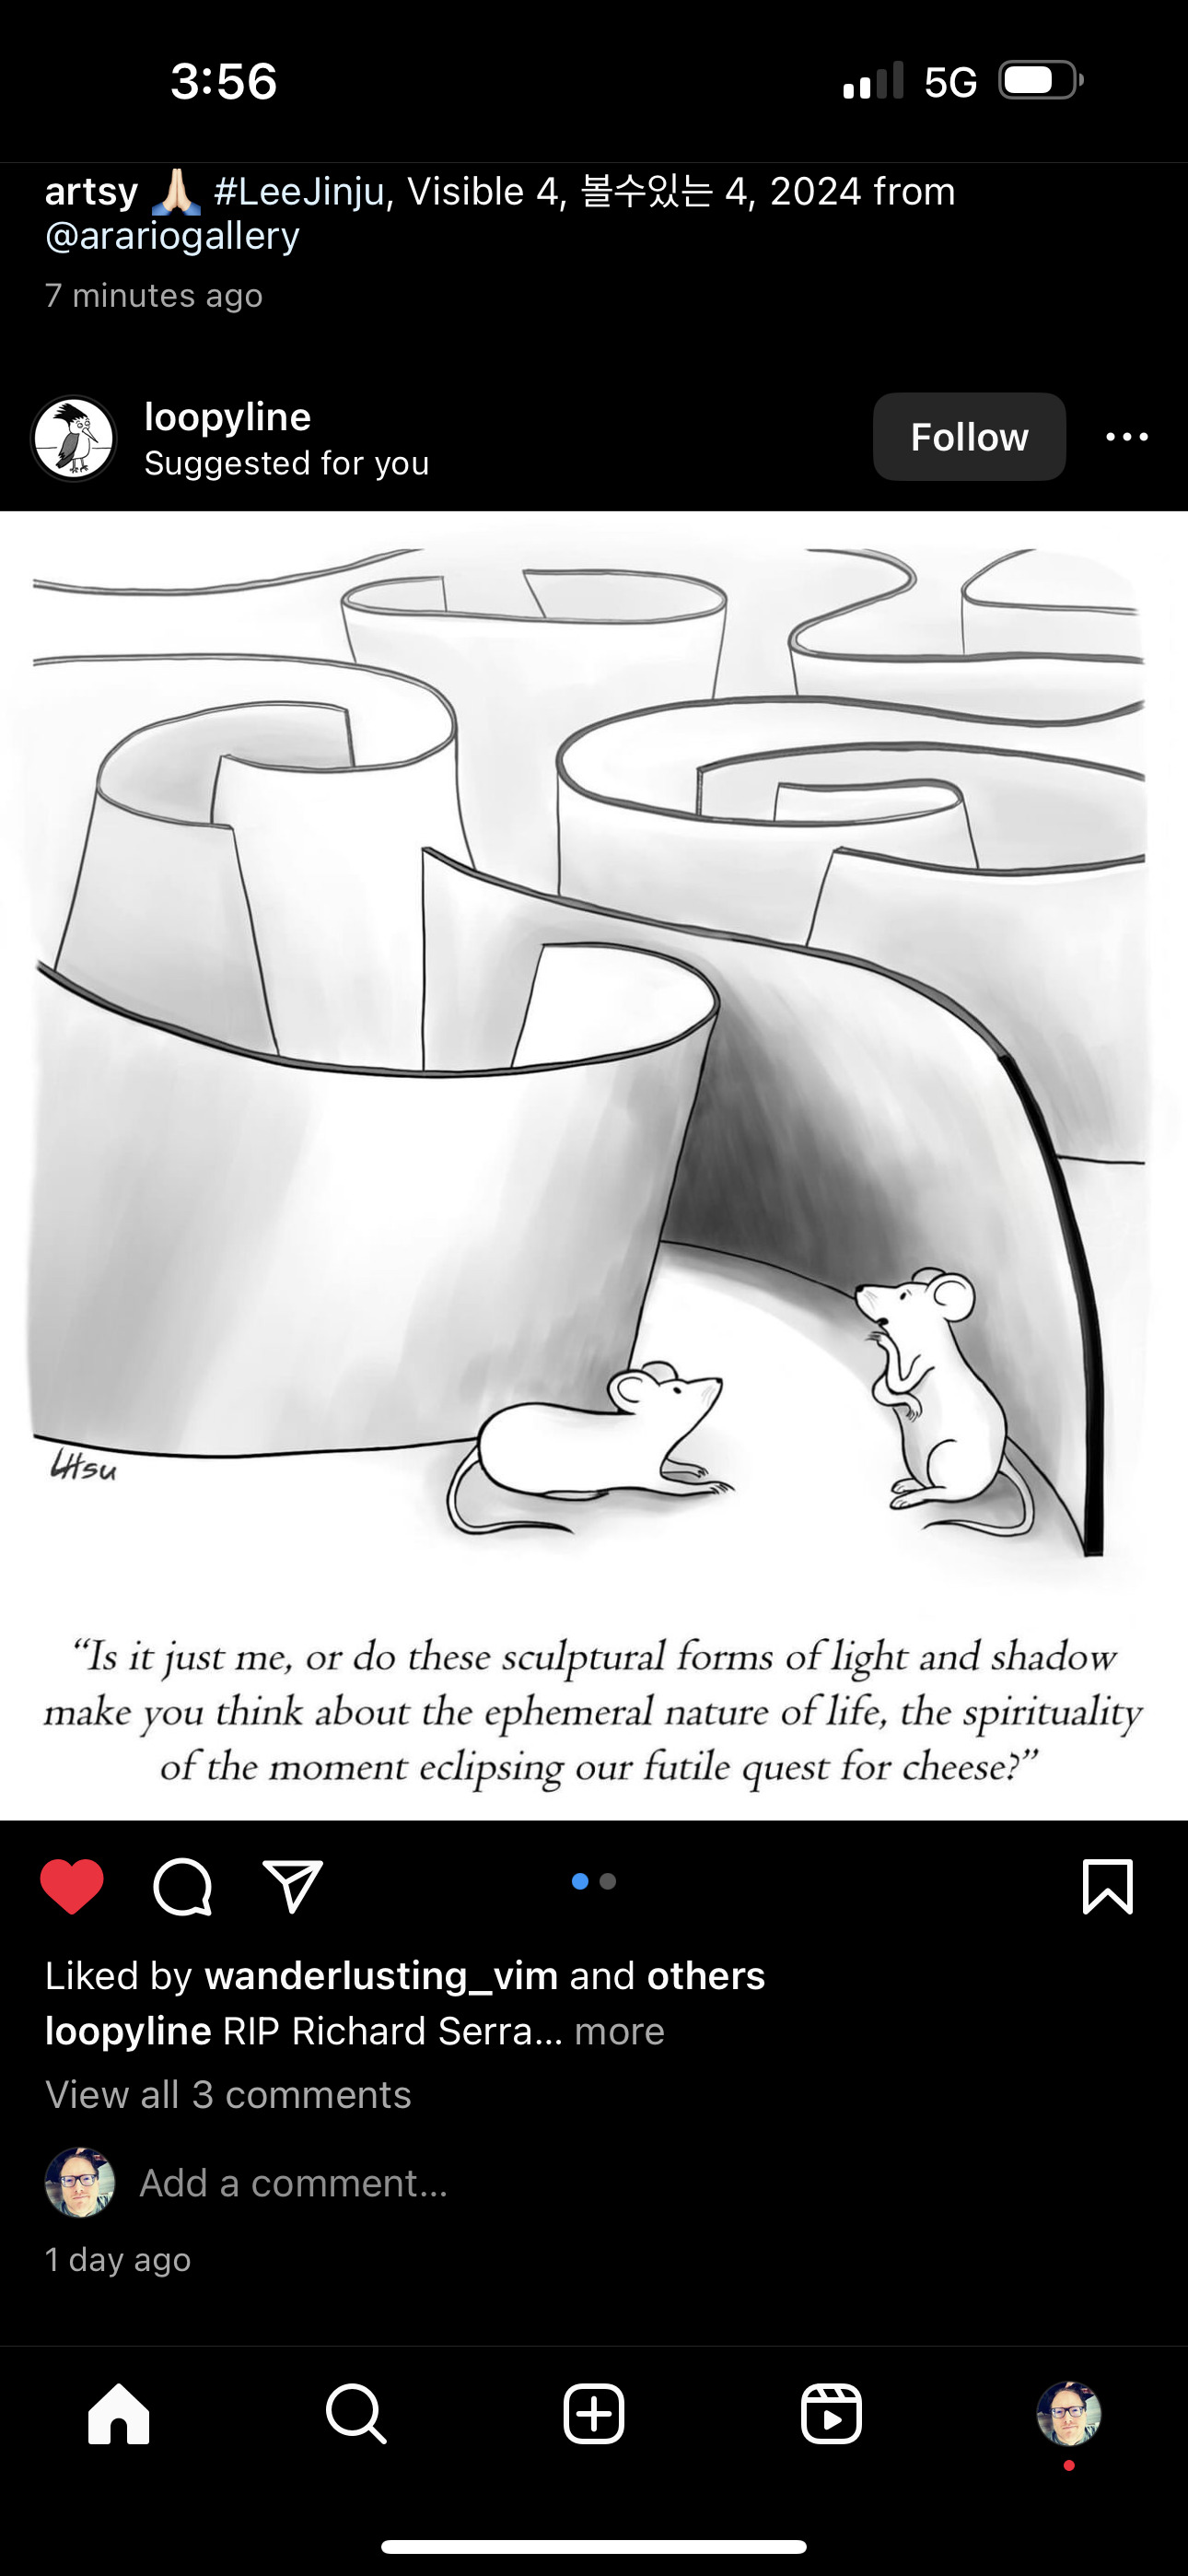 3:56
5G
artsy 🙏🏻 #LeeJinju, Visible 4, 볼수있는 4, 2024 from
@arariogallery
7 minutes ago
loopyline
Suggested for you
Follow
LHsu
“Is it just me, or do these sculptural forms of light and shadow
make you think about the ephemeral nature of life, the spirituality
of the moment eclipsing our futile quest for cheese?”
Liked by wanderlusting_vim and others
loopyline RIP Richard Serra... more
View all 3 comments
Add a comment...
1 day ago